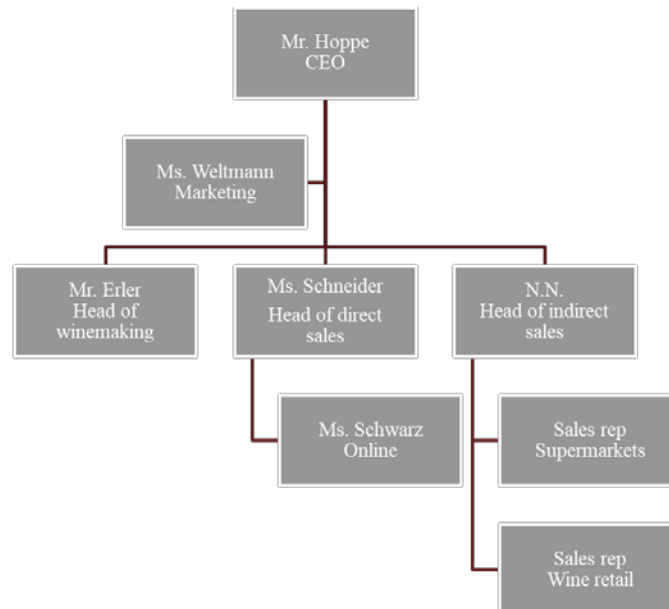 Mr. Hoppe
CEO
Ms. Weltmann
Marketing
Mr. Erler
Head of
winemaking
Ms. Schneider
Head of direct
sales
N.N.
Head of indirect
sales
Ms. Schwarz
Online
Sales rep
Supermarkets
Sales rep
Wine retail